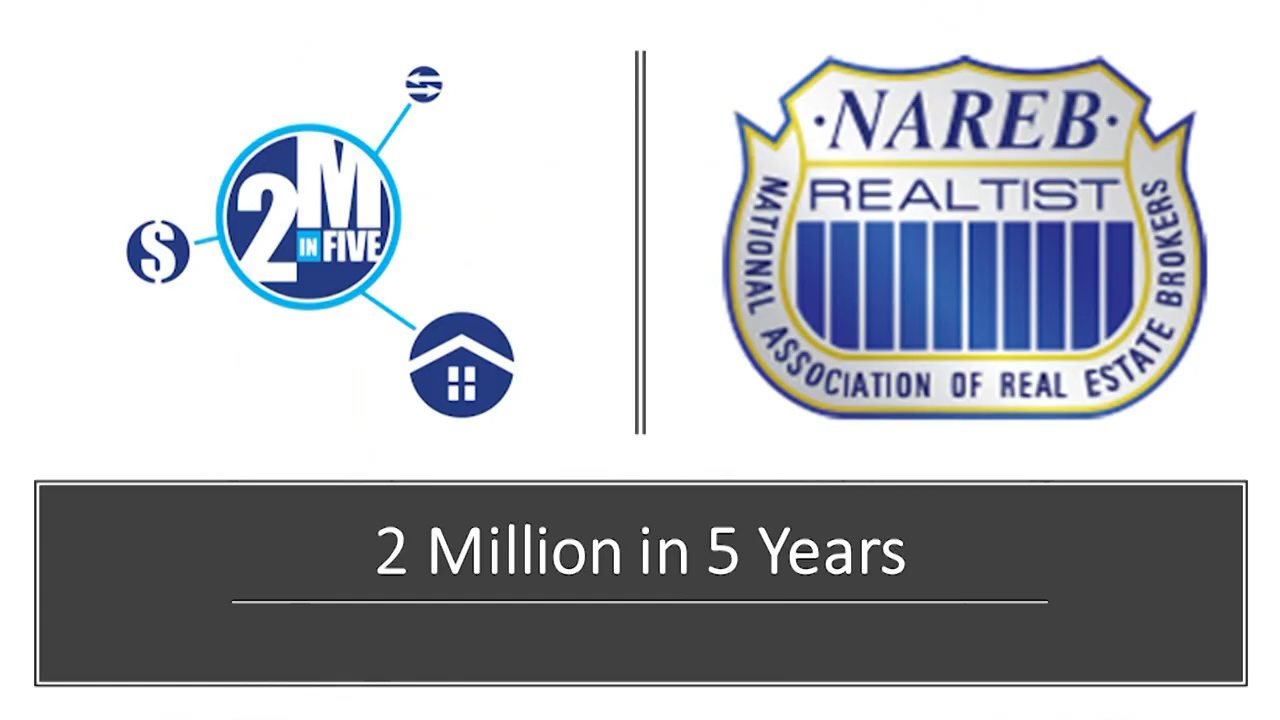 2M
IN FIVE
$
·NAREB·
REALTIST
NATIONAL ASSOCIATION OF REAL ESTATE BROKERS
2 Million in 5 Years